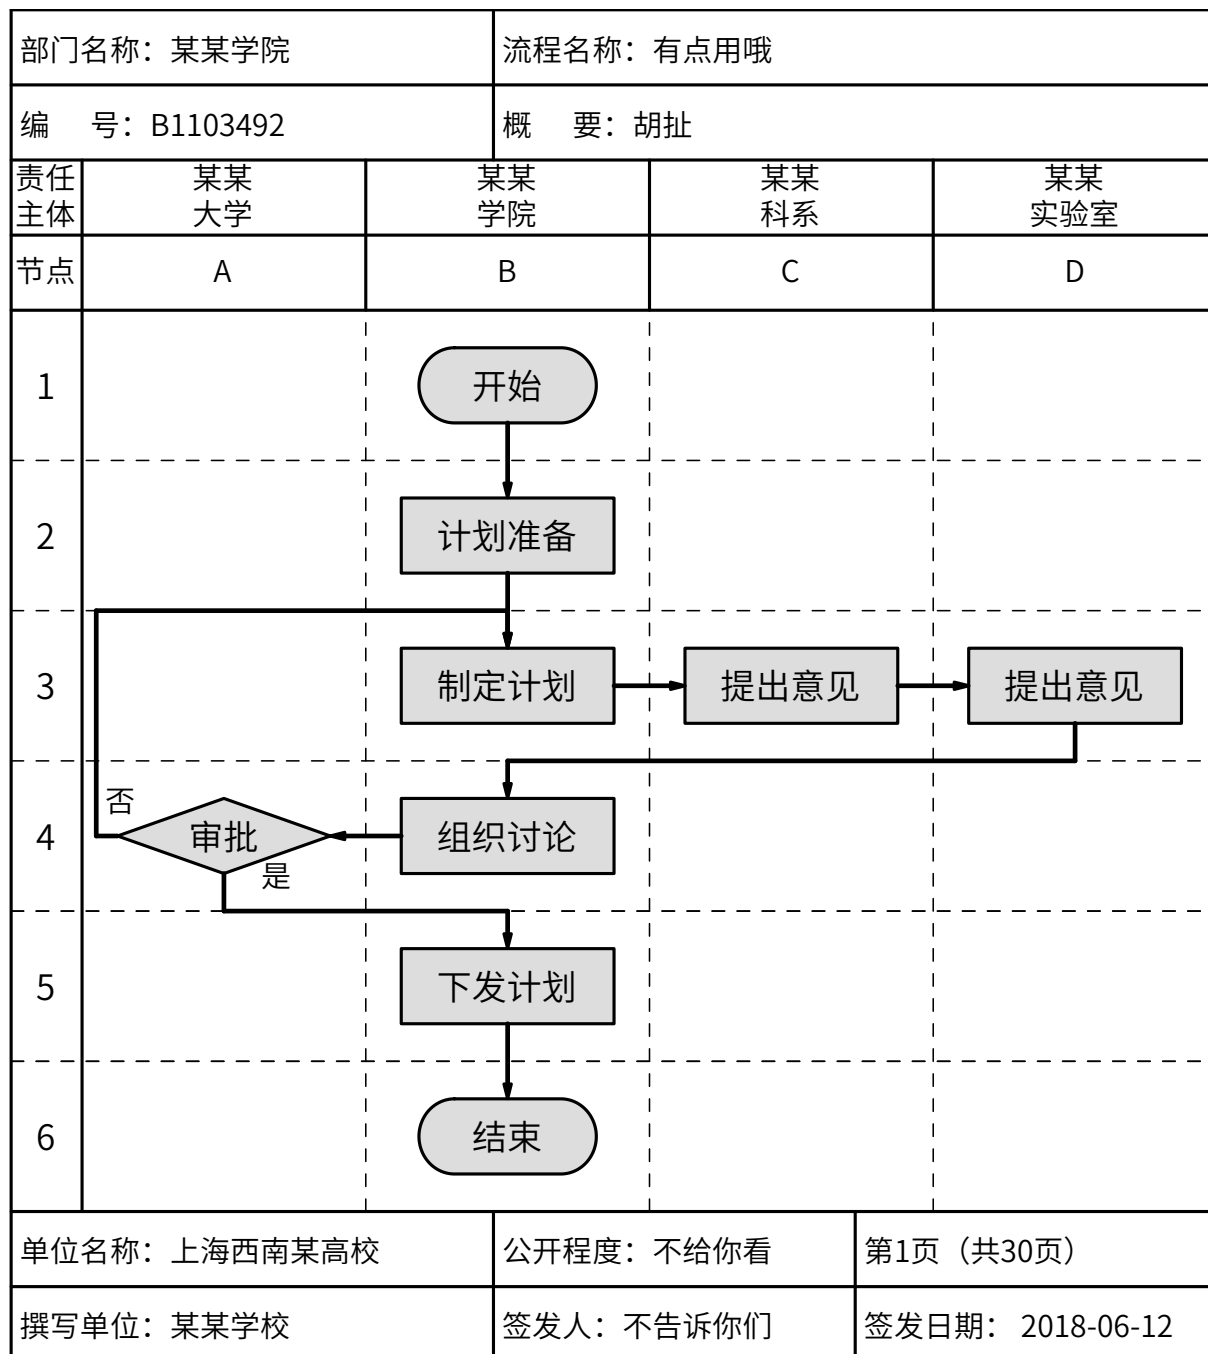 部门名称：某某学院
流程名称：有点用哦
编 号：B1103492
概 要：胡扯
责任
主体
某某
大学
某某
学院
某某
科系
某某
实验室
节点
A
B
C
D
1
开始
2
计划准备
3
制定计划
提出意见
提出意见
4
否
审批
是
组织讨论
5
下发计划
6
结束
单位名称：上海西南某高校
公开程度：不给你看
第1页（共30页）
撰写单位：某某学校
签发人：不告诉你们
签发日期： 2018-06-12